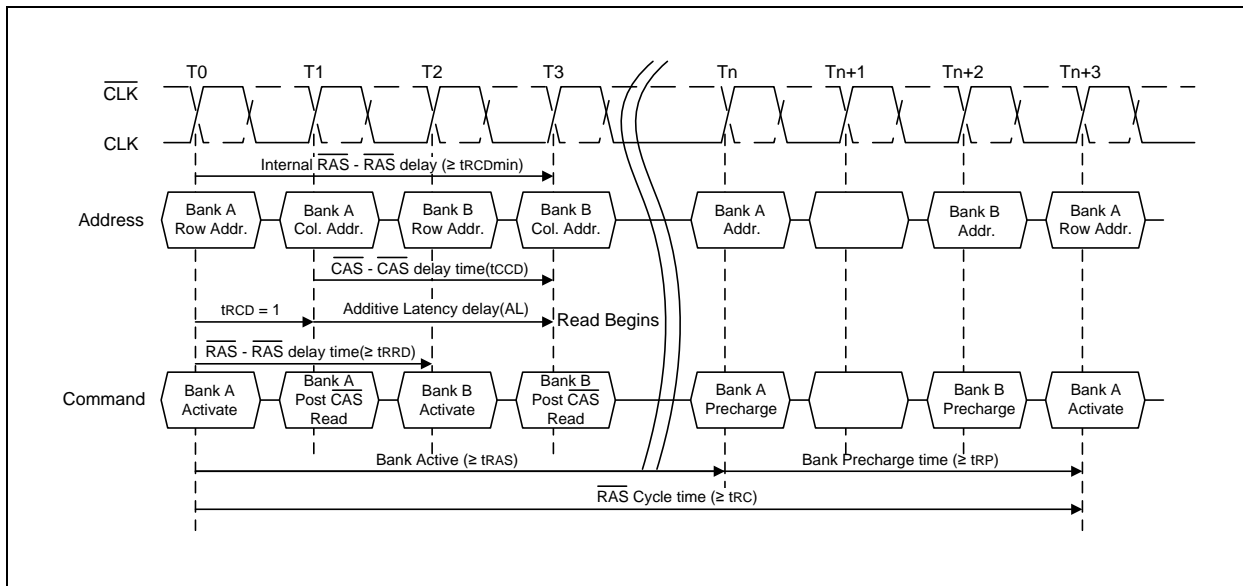 T0 T1 T2 T3 Tn Tn+1 Tn+2 Tn+3
CLK
CLK
Internal RAS - RAS delay (≥ tRCDmin)
Address
Bank A
Row Addr.
Bank A
Col. Addr.
Bank B
Row Addr.
Bank B
Col. Addr.
Bank A
Addr.
Bank B
Addr.
Bank A
Row Addr.
CAS - CAS delay time(tCCD)
tRCD = 1
Additive Latency delay(AL)
Read Begins
RAS - RAS delay time(≥ tRRD)
Command
Bank A
Activate
Bank A
Post CAS
Read
Bank B
Activate
Bank B
Post CAS
Read
Bank A
Precharge
Bank B
Precharge
Bank A
Activate
Bank Active (≥ tRAS)
Bank Precharge time (≥ tRP)
RAS Cycle time (≥ tRC)